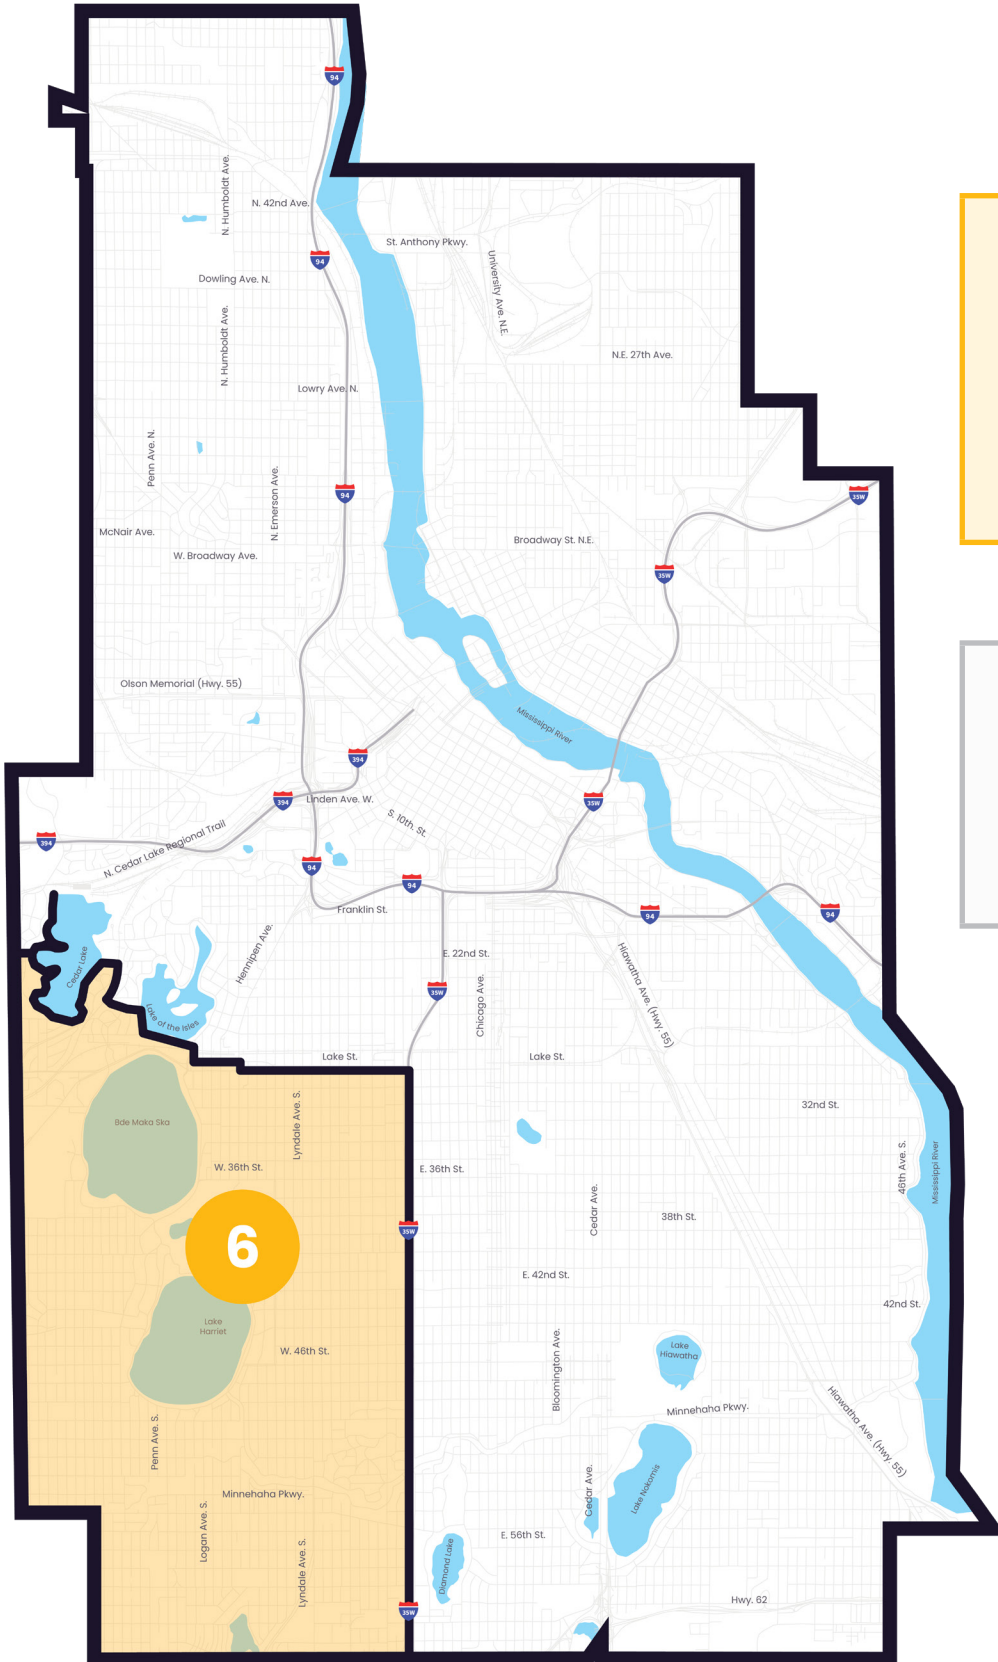 94
N. Humboldt Ave.
N. 42nd Ave.
St. Anthony Pkwy.
94
University Ave. N.E.
Dowling Ave. N.
N. Humboldt Ave.
N.E. 27th Ave.
Lowry Ave. N.
Penn Ave. N.
N. Emerson Ave.
94
35W
McNair Ave.
W. Broadway Ave.
Broadway St. N.E.
35W
Olson Memorial (Hwy. 55)
Mississippi River
394
394
Linden Ave. W.
35W
S. 10th. St.
394
N. Cedar Lake Regional Trail
94
94
Franklin St.
94
94
Hennipen Ave.
E. 22nd St.
Cedar Lake
Hiawatha Ave. (Hwy. 55)
35W
Chicago Ave.
Lake of the Isles
Lake St.
Lake St.
32nd St.
Bde Maka Ska
Lyndale Ave. S.
W. 36th St.
E. 36th St.
46th Ave. S.
Mississippi River
Cedar Ave.
38th St.
35W
6
E. 42nd St.
42nd St.
Lake
Harriet
W. 46th St.
Lake
Hiawatha
Bloomington Ave.
Minnehaha Pkwy.
Hiawatha Ave. (Hwy. 55)
Penn Ave. S.
Minnehaha Pkwy.
Cedar Ave.
Lake Nokomis
Logan Ave. S.
E. 56th St.
Lyndale Ave. S.
Diamond Lake
35W
Hwy. 62